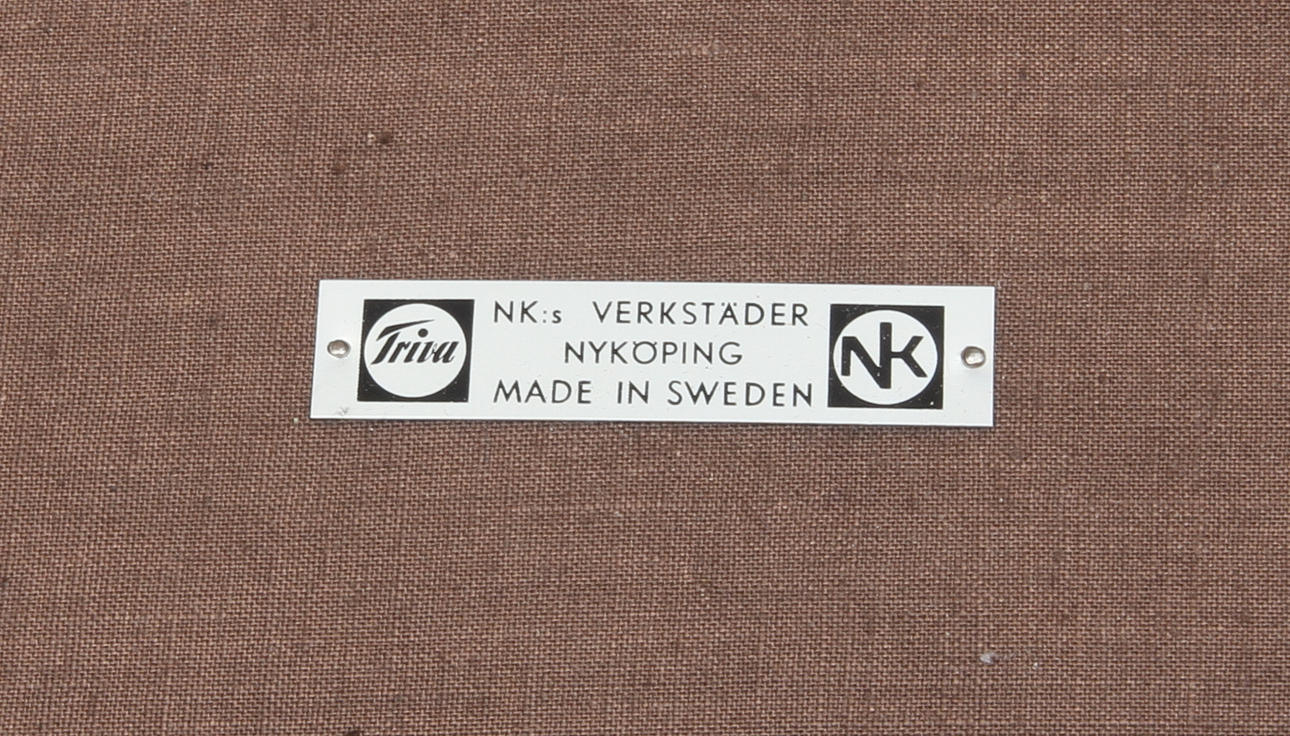 Triva
NK:s VERKSTÄDER
NYKÖPING
MADE IN SWEDEN
NK